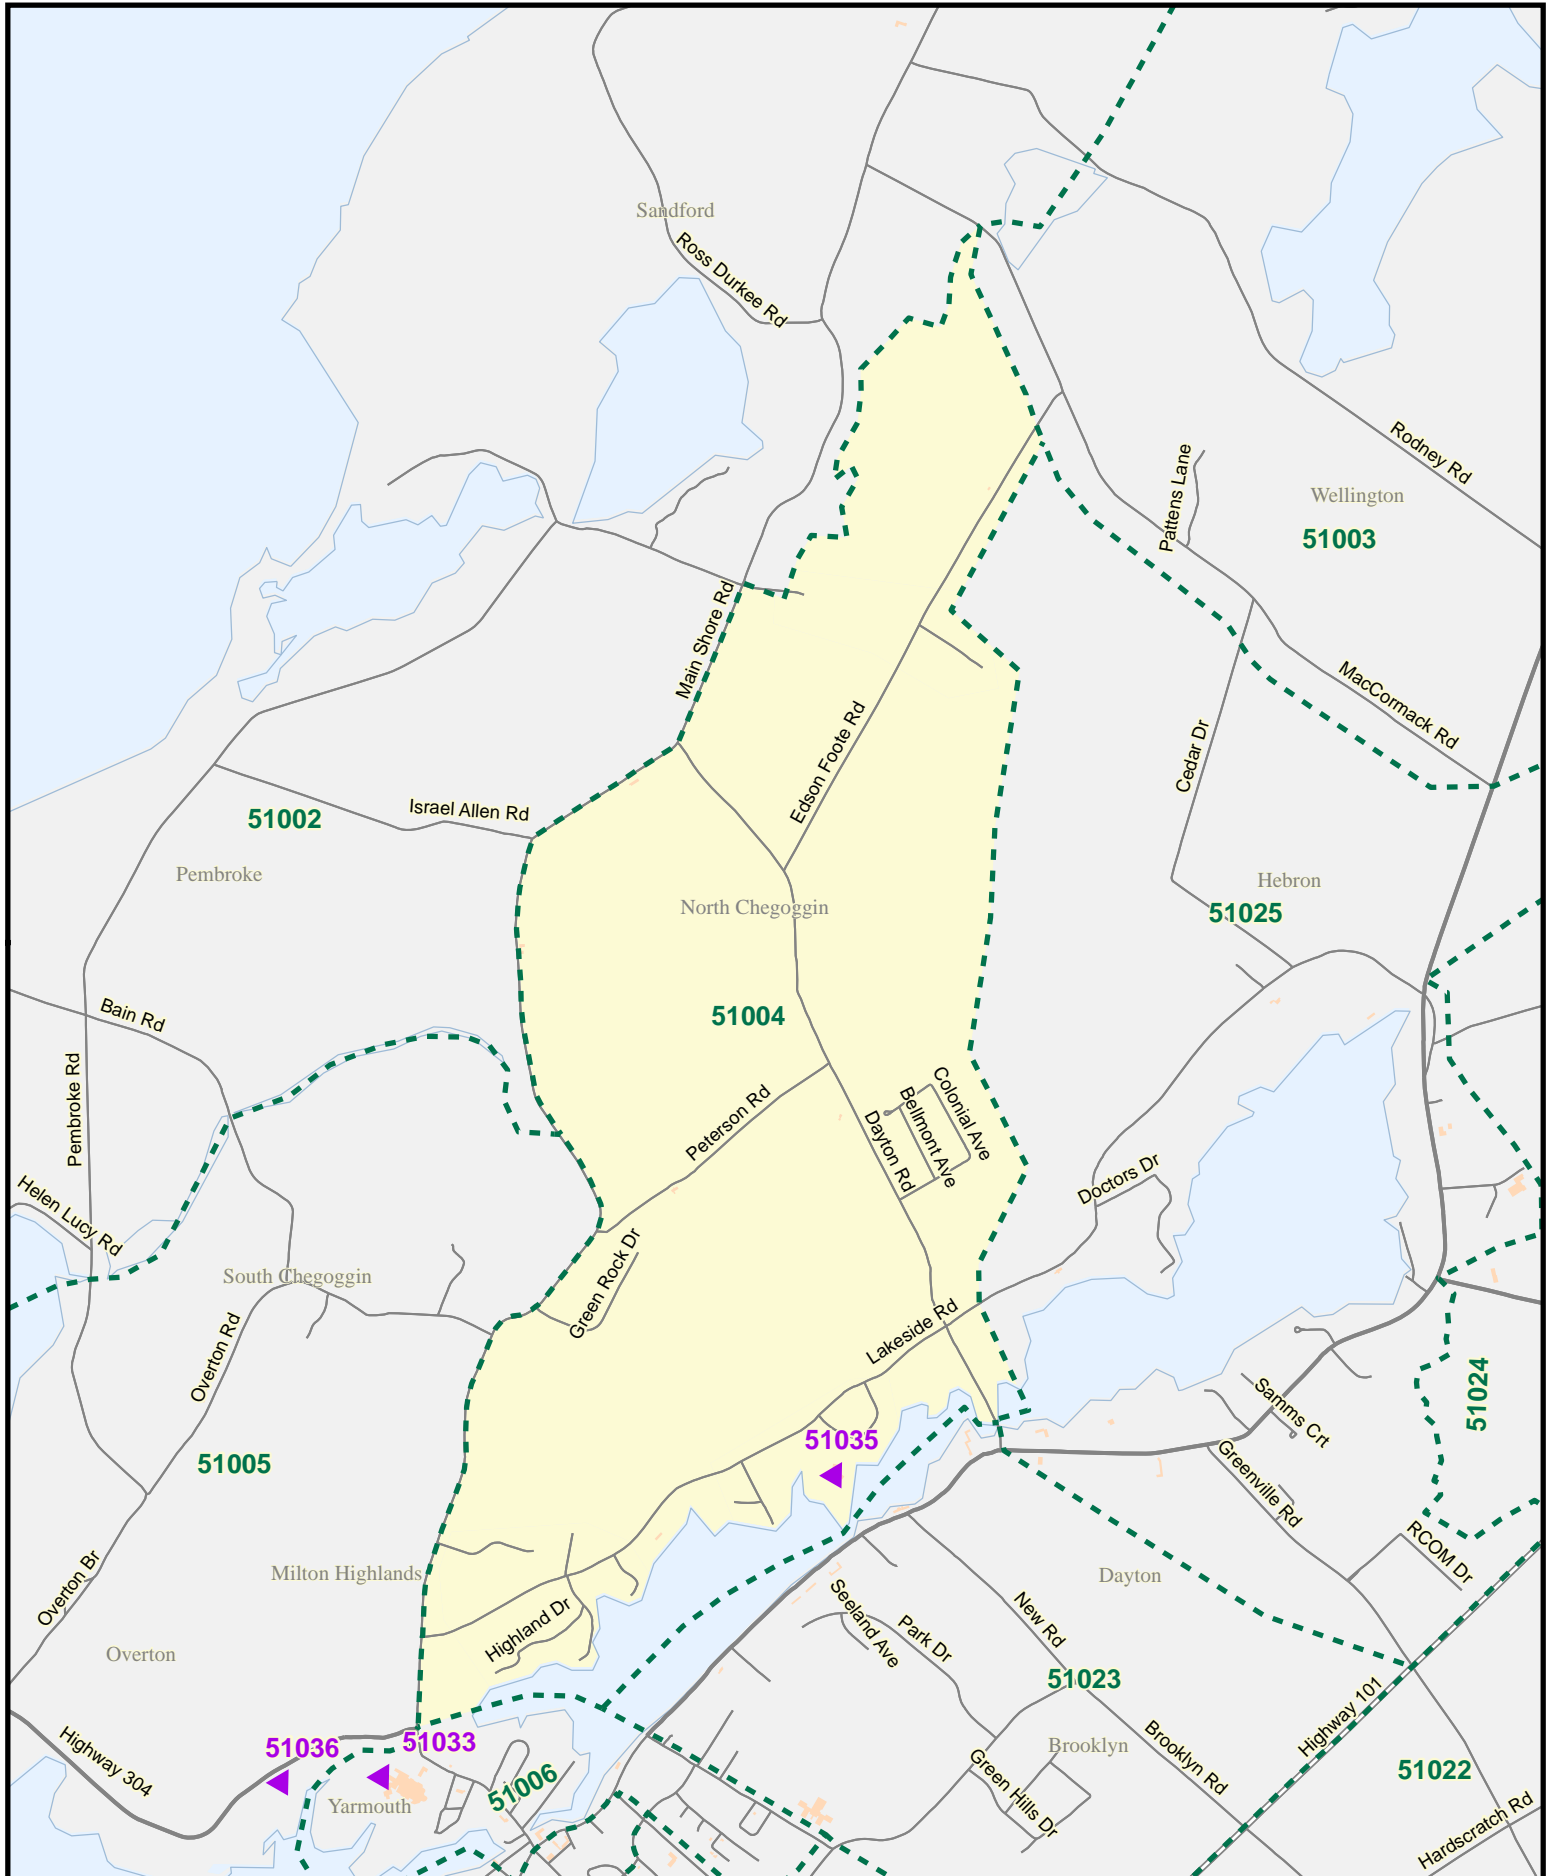 Sandford
Ross Durkee Rd
Rodney Rd
Pattens Lane
Wellington
51003
Main Shore Rd
MacCormack Rd
Edson Foote Rd
Cedar Dr
Israel Allen Rd
51002
Pembroke
Hebron
North Chegoggin
51025
Bain Rd
51004
Pembroke Rd
Peterson Rd
Colonial Ave
Bellmont Ave
Dayton Rd
Doctors Dr
Helen Lucy Rd
South Chegoggin
Green Rock Dr
Overton Rd
Lakeside Rd
Samms Crt
51024
51035
51005
Greenville Rd
RCOM Dr
Overton Br
Milton Highlands
Dayton
Seeland Ave
Park Dr
New Rd
Highland Dr
Overton
51023
Highway 101
51036
51033
Brooklyn
Brooklyn Rd
Highway 304
51006
51022
Green Hills Dr
Yarmouth
Hardscratch Rd